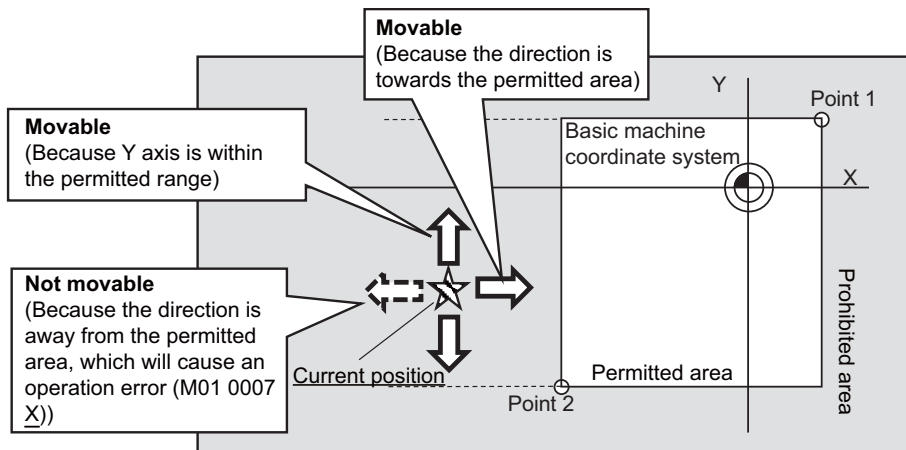 Movable
(Because the direction is
towards the permitted area)
Y
Point 1
Movable
(Because Y axis is within
the permitted range)
Basic machine
coordinate system
X
Not movable
(Because the direction is
away from the permitted
area, which will cause an
operation error (M01 0007
X))
Current position
Permitted area
Point 2
Prohibited area